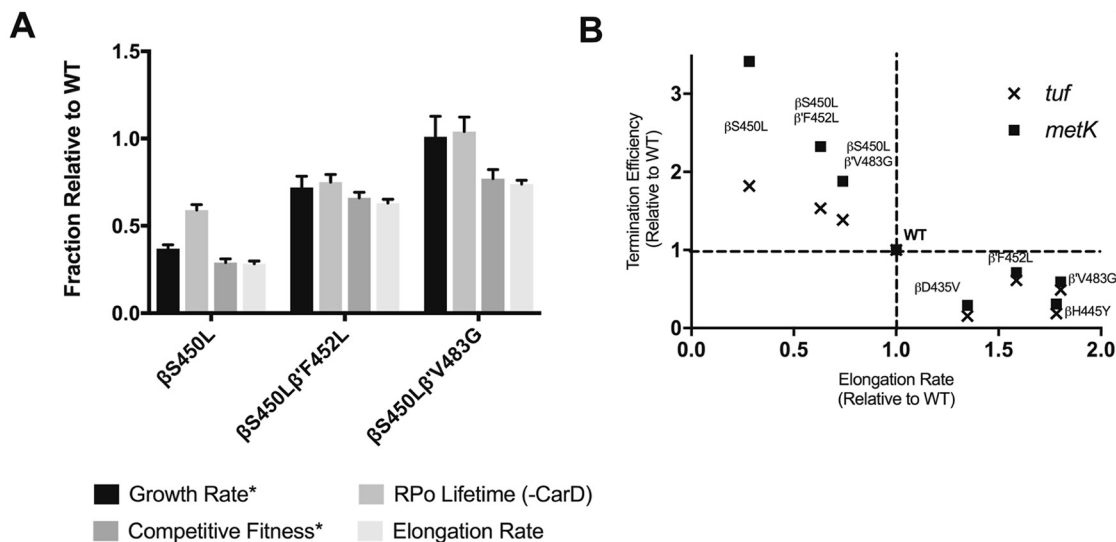 A
Fraction Relative to WT
1.5
1.0
0.5
0.0
βS450L
βS450Lβ'F452L
βS450Lβ'V483G
Growth Rate*
RPo Lifetime (-CarD)
Competitive Fitness*
Elongation Rate
B
Termination Efficiency
(Relative to WT)
3
2
1
0
tuf
metK
βS450L
βS450L
β'F452L
βS450L
β'V483G
WT
β'F452L
βD435V
β'V483G
βH445Y
0.0
0.5
1.0
1.5
2.0
Elongation Rate
(Relative to WT)